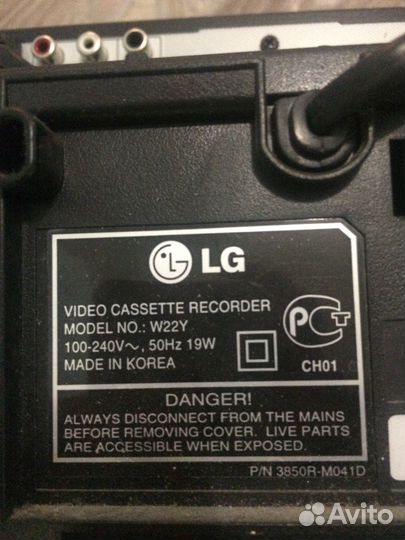 LG
VIDEO CASSETTE RECORDER
MODEL NO.: W22Y
100-240V~, 50Hz 19W
MADE IN KOREA
РСТ
CH01
DANGER!
ALWAYS DISCONNECT FROM THE MAINS
BEFORE REMOVING COVER. LIVE PARTS
ARE ACCESSIBLE WHEN EXPOSED.
P/N 3850R-M041D
Avito